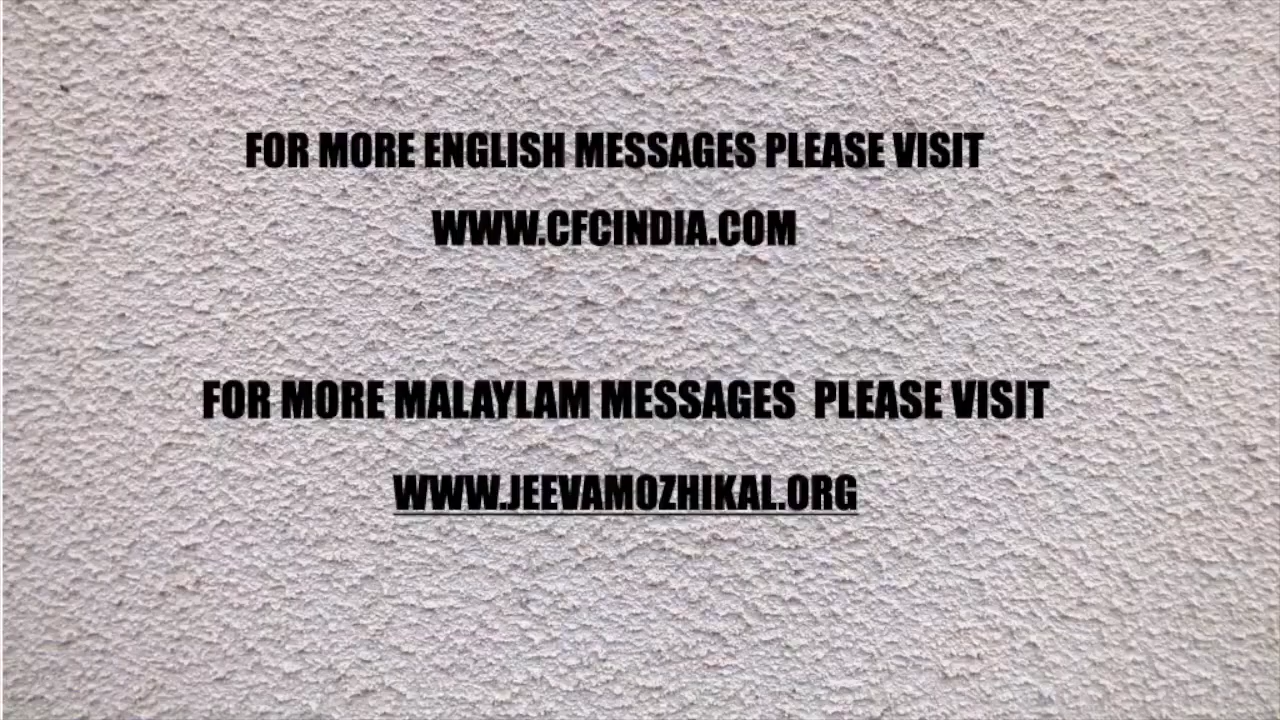 FOR MORE ENGLISH MESSAGES PLEASE VISIT
WWW.CFCINDIA.COM
FOR MORE MALAYLAM MESSAGES PLEASE VISIT
WWW.JEEVAMOZHIKAL.ORG